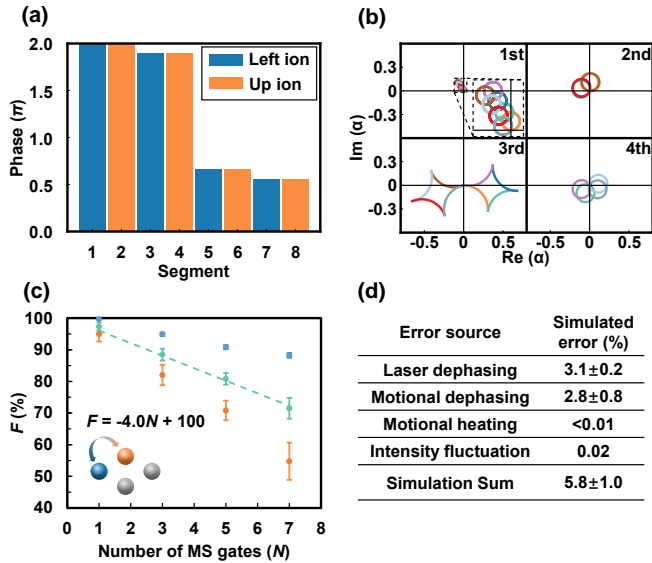 (a)
2.0
1.5
1.0
0.5
0.0
Phase (π)
Left ion
Up ion
1 2 3 4 5 6 7 8
Segment
(b)
1st
2nd
3rd
4th
0.3
0
-0.3
0.3
0
-0.3
Im (α)
-0.5 0 0.5 -0.5 0 0.5
Re (α)
(c)
100
90
80
70
60
50
40
F (%)
F = -4.0N + 100
0 1 2 3 4 5 6 7 8
Number of MS gates (N)
(d)
Error source Simulated error (%)
Laser dephasing 3.1±0.2
Motional dephasing 2.8±0.8
Motional heating <0.01
Intensity fluctuation 0.02
Simulation Sum 5.8±1.0